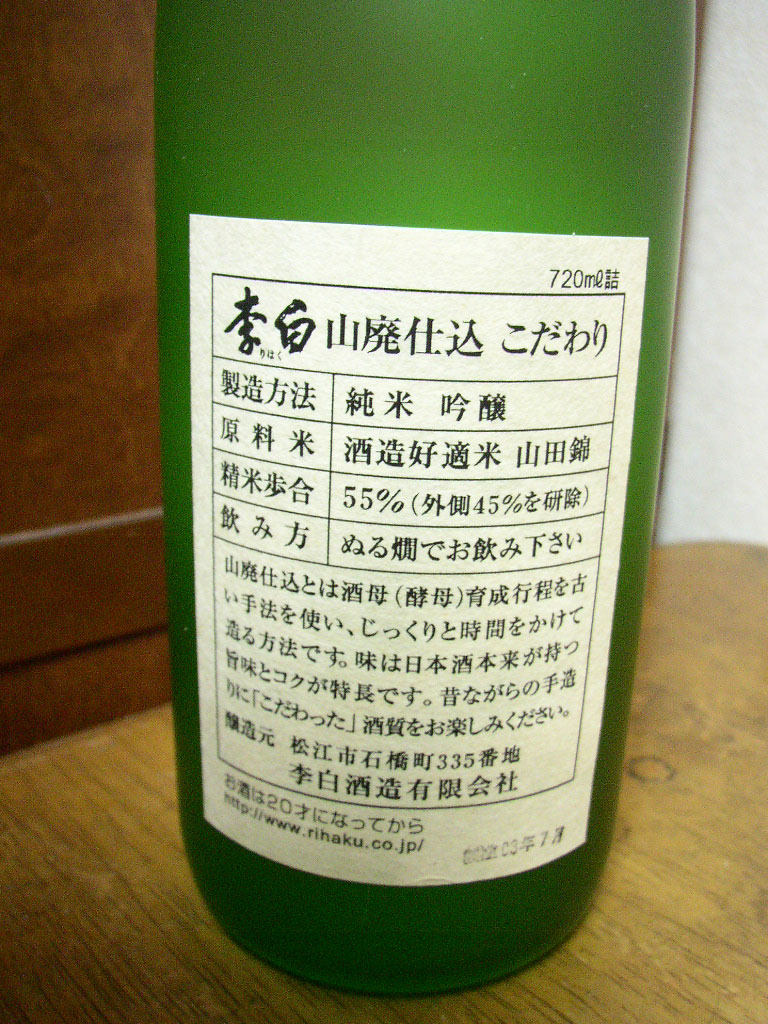 720ml詰
李白 山廃仕込 こだわり
りはく
製造方法 純米 吟醸
原料米 酒造好適米 山田錦
精米歩合 55%(外側45%を研除)
飲み方 ぬる燗でお飲み下さい
山廃仕込とは酒母(酵母)育成行程を古
い手法を使い、じっくりと時間をかけて
造る方法です。味は日本酒本来が持つ
旨味とコクが特長です。昔ながらの手造
りに「こだわった」酒質をお楽しみください。
醸造元 松江市石橋町335番地
李白酒造有限会社
お酒は20才になってから
http://www.rihaku.co.jp/
03年7月